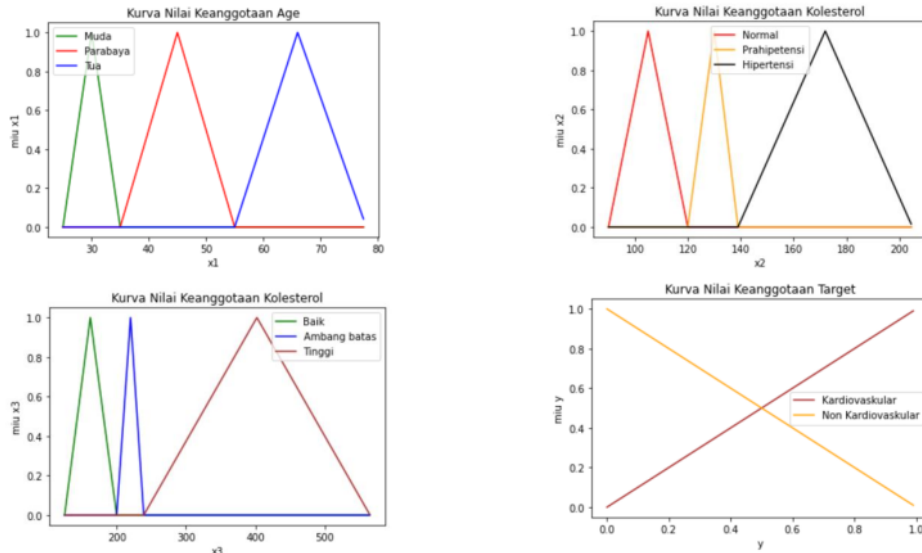 Kurva Nilai Keanggotaan Age
Muda
Parabaya
Tua
miu x1
1.0
0.8
0.6
0.4
0.2
0.0
30
40
50
60
70
80
x1
Kurva Nilai Keanggotaan Kolesterol
Normal
Prahipetensi
Hipertensi
miu x2
1.0
0.8
0.6
0.4
0.2
0.0
100
120
140
160
180
200
x2
Kurva Nilai Keanggotaan Kolesterol
Baik
Ambang batas
Tinggi
miu x3
1.0
0.8
0.6
0.4
0.2
0.0
200
300
400
500
x3
Kurva Nilai Keanggotaan Target
Kardiovaskular
Non Kardiovaskular
miu y
1.0
0.8
0.6
0.4
0.2
0.0
0.0
0.2
0.4
0.6
0.8
1.0
y